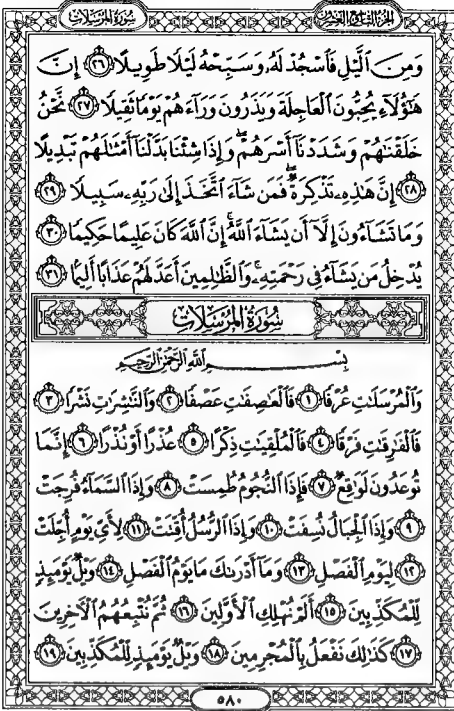 سُورَةُ المُرْسَلَات
الجزء التاسع والعشرون
وَمِنَ ٱلَّيْلِ فَٱسْجُدْ لَهُۥ وَسَبِّحْهُ لَيْلًا طَوِيلًا ٢٦ إِنَّ
هَٰٓؤُلَآءِ يُحِبُّونَ ٱلْعَاجِلَةَ وَيَذَرُونَ وَرَآءَهُمْ يَوْمًا ثَقِيلًا ٢٧ نَّحْنُ
خَلَقْنَٰهُمْ وَشَدَدْنَآ أَسْرَهُمْ ۖ وَإِذَا شِئْنَا بَدَّلْنَآ أَمْثَٰلَهُمْ تَبْدِيلًا
٢٨ إِنَّ هَٰذِهِۦ تَذْكِرَةٌ ۖ فَمَن شَآءَ ٱتَّخَذَ إِلَىٰ رَبِّهِۦ سَبِيلًا ٢٩
وَمَا تَشَآءُونَ إِلَّآ أَن يَشَآءَ ٱللَّهُ ۚ إِنَّ ٱللَّهَ كَانَ عَلِيمًا حَكِيمًا ٣٠
يُدْخِلُ مَن يَشَآءُ فِى رَحْمَتِهِۦ ۚ وَٱلظَّٰلِمِينَ أَعَدَّ لَهُمْ عَذَابًا أَلِيمًۢا ٣١
سُورَةُ المُرْسَلَات
بِسْمِ ٱللَّهِ ٱلرَّحْمَٰنِ ٱلرَّحِيمِ
وَٱلْمُرْسَلَٰتِ عُرْفًا ١ فَٱلْعَٰصِفَٰتِ عَصْفًا ٢ وَٱلنَّٰشِرَٰتِ نَشْرًا ٣
فَٱلْفَٰرِقَٰتِ فَرْقًا ٤ فَٱلْمُلْقِيَٰتِ ذِكْرًا ٥ عُذْرًا أَوْ نُذْرًا ٦ إِنَّمَا
تُوعَدُونَ لَوَٰقِعٌ ٧ فَإِذَا ٱلنُّجُومُ طُمِسَتْ ٨ وَإِذَا ٱلسَّمَآءُ فُرِجَتْ
٩ وَإِذَا ٱلْجِبَالُ نُسِفَتْ ١٠ وَإِذَا ٱلرُّسُلُ أُقِّتَتْ ١١ لِأَىِّ يَوْمٍ أُجِّلَتْ
١٢ لِيَوْمِ ٱلْفَصْلِ ١٣ وَمَآ أَدْرَىٰكَ مَا يَوْمُ ٱلْفَصْلِ ١٤ وَيْلٌ يَوْمَئِذٍ
لِّلْمُكَذِّبِينَ ١٥ أَلَمْ نُهْلِكِ ٱلْأَوَّلِينَ ١٦ ثُمَّ نُتْبِعُهُمُ ٱلْءَاخِرِينَ
١٧ كَذَٰلِكَ نَفْعَلُ بِٱلْمُجْرِمِينَ ١٨ وَيْلٌ يَوْمَئِذٍ لِّلْمُكَذِّبِينَ ١٩
٥٨٠